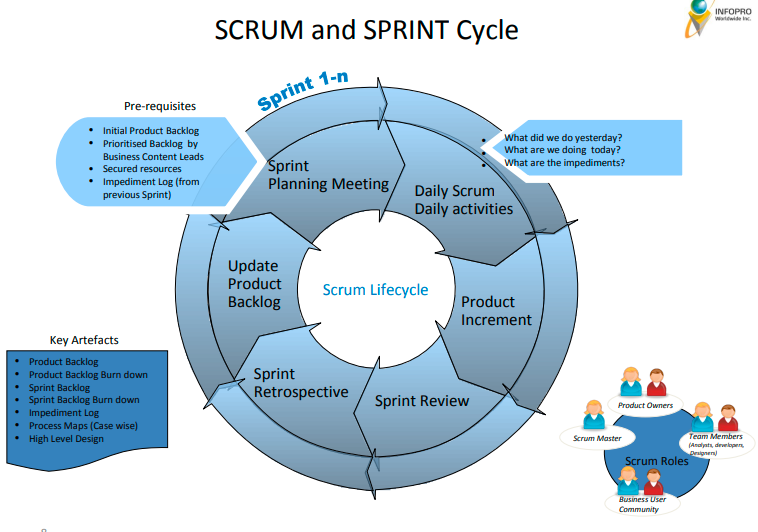 INFOPRO
Worldwide Inc.
SCRUM and SPRINT Cycle
Sprint 1-n
Pre-requisites
• Initial Product Backlog
• Prioritised Backlog by
Business Content Leads
• Secured resources
• Impediment Log (from
previous Sprint)
• What did we do yesterday?
• What are we doing today?
• What are the impediments?
Sprint
Planning Meeting
Daily Scrum
Daily activities
Update
Product
Backlog
Scrum Lifecycle
Product
Increment
Sprint
Retrospective
Sprint Review
Key Artefacts
• Product Backlog
• Product Backlog Burn down
• Sprint Backlog
• Sprint Backlog Burn down
• Impediment Log
• Process Maps (Case wise)
• High Level Design
Product Owners
Scrum Master
Team Members
(Analysts, developers,
Designers)
Scrum Roles
Business User
Community